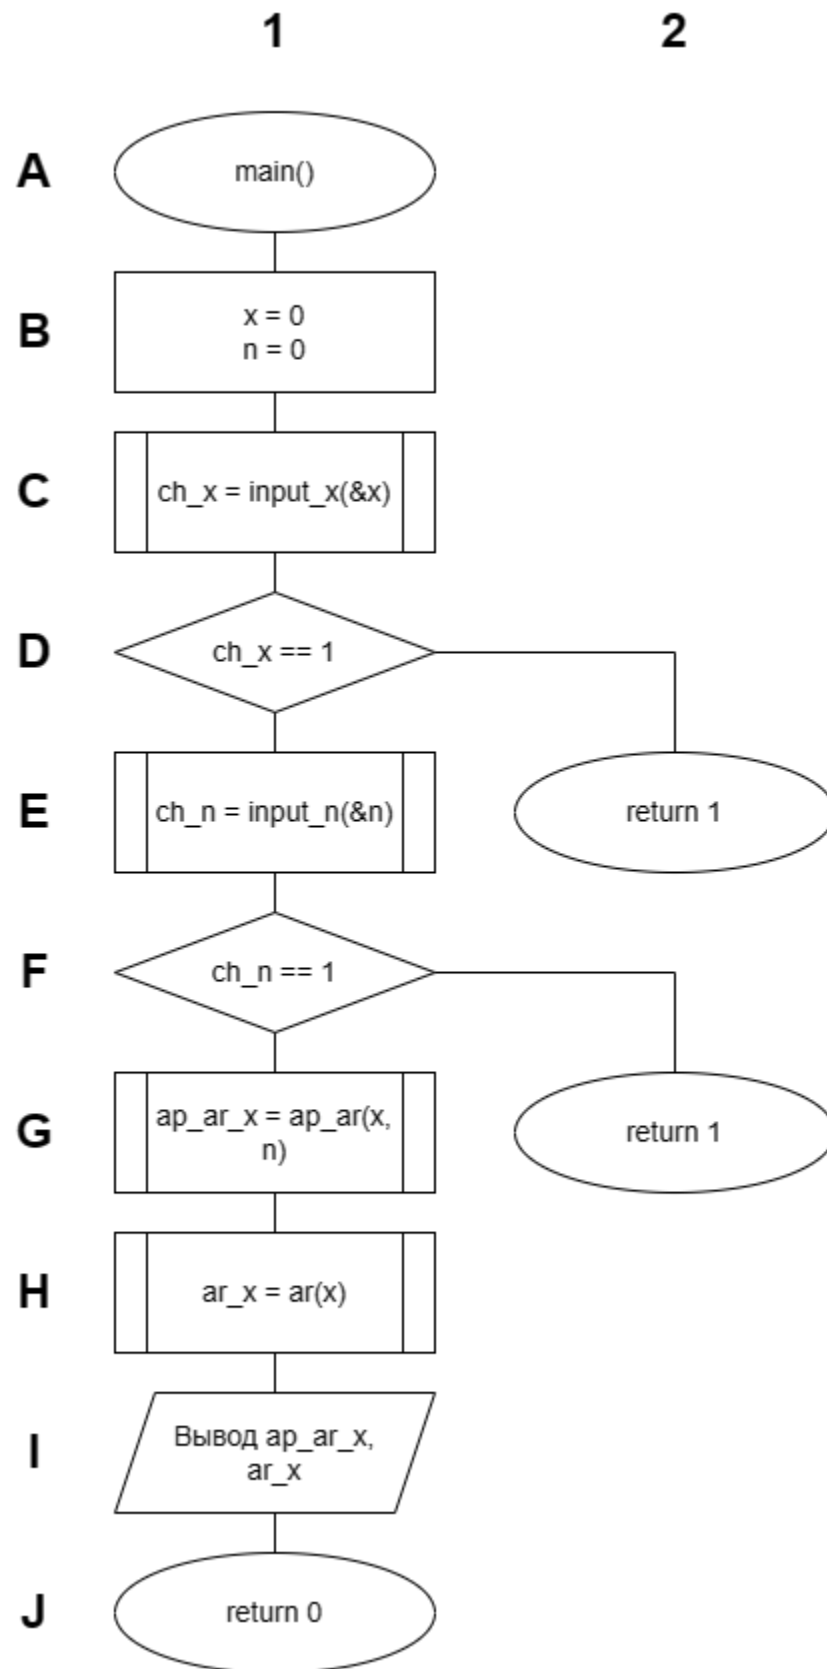 1
2
A
main()
B
x = 0
n = 0
C
ch_x = input_x(&x)
D
ch_x == 1
E
ch_n = input_n(&n)
return 1
F
ch_n == 1
G
ap_ar_x = ap_ar(x,
n)
return 1
H
ar_x = ar(x)
I
Вывод ap_ar_x,
ar_x
J
return 0